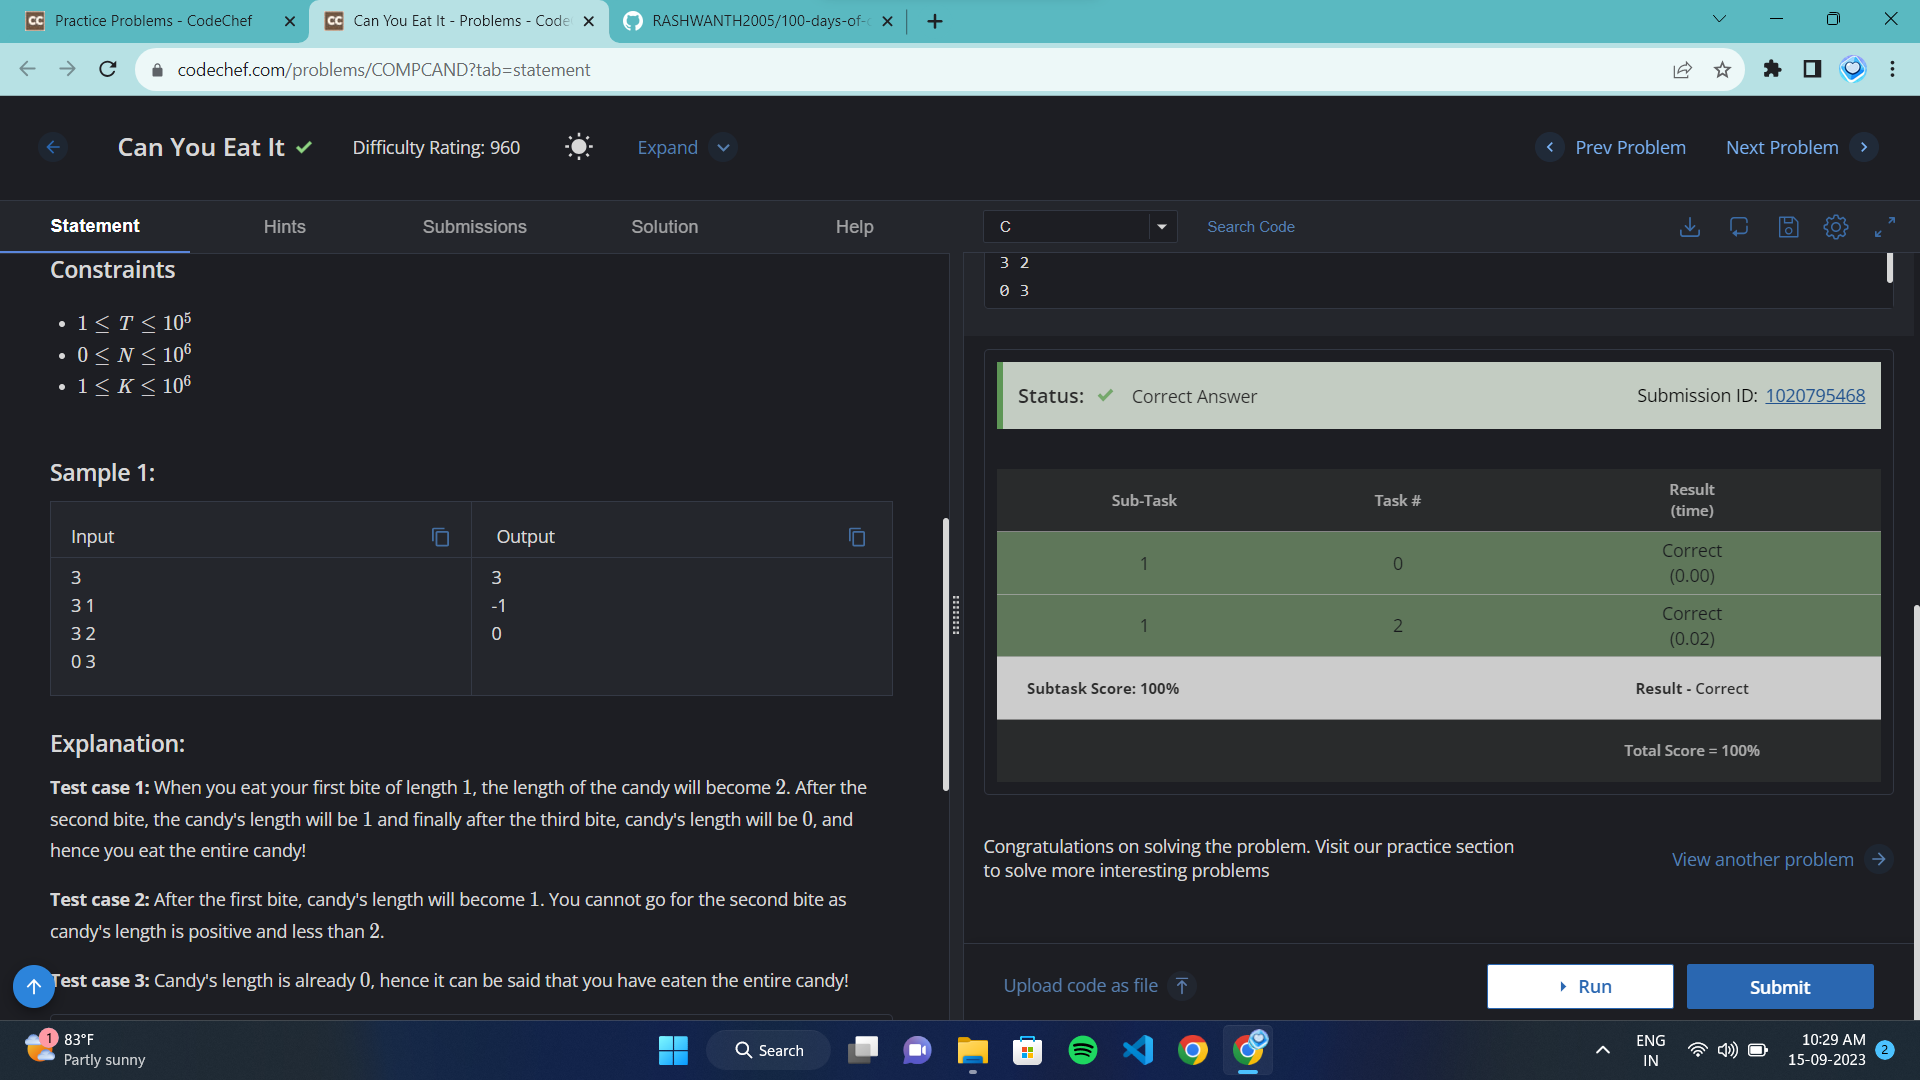 Practice Problems - CodeChef
Can You Eat It - Problems - Code
RASHWANTH2005/100-days-of-c
codechef.com/problems/COMPCAND?tab=statement
Can You Eat It
Difficulty Rating: 960
Expand
Prev Problem
Next Problem
Statement
Hints
Submissions
Solution
Help
C
Search Code
Constraints
1 ≤ T ≤ 10^5
0 ≤ N ≤ 10^6
1 ≤ K ≤ 10^6
Sample 1:
Input
Output
3
3 1
3 2
0 3
3
-1
0
Explanation:
Test case 1: When you eat your first bite of length 1, the length of the candy will become 2. After the
second bite, the candy's length will be 1 and finally after the third bite, candy's length will be 0, and
hence you eat the entire candy!
Test case 2: After the first bite, candy's length will become 1. You cannot go for the second bite as
candy's length is positive and less than 2.
Test case 3: Candy's length is already 0, hence it can be said that you have eaten the entire candy!
3 2
0 3
Status: Correct Answer
Submission ID: 1020795468
Sub-Task
Task #
Result
(time)
1
0
Correct
(0.00)
1
2
Correct
(0.02)
Subtask Score: 100%
Result - Correct
Total Score = 100%
Congratulations on solving the problem. Visit our practice section
to solve more interesting problems
View another problem
Upload code as file
Run
Submit
1
83°F
Partly sunny
Search
ENG
IN
10:29 AM
15-09-2023
2